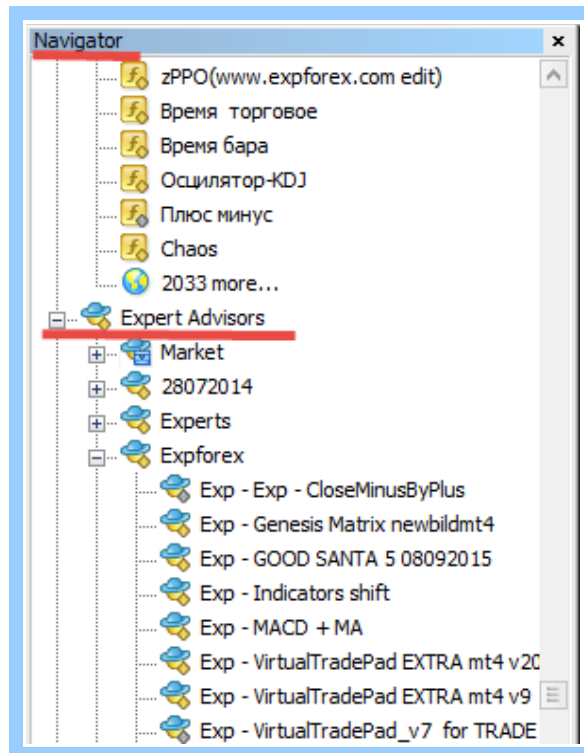 Navigator
zPPO(www.expforex.com edit)
Время торговое
Время бара
Осцилятор-KDJ
Плюс минус
Chaos
2033 more...
Expert Advisors
Market
28072014
Experts
Expforex
Exp - Exp - CloseMinusByPlus
Exp - Genesis Matrix newbildmt4
Exp - GOOD SANTA 5 08092015
Exp - Indicators shift
Exp - MACD + MA
Exp - VirtualTradePad EXTRA mt4 v20
Exp - VirtualTradePad EXTRA mt4 v9
Exp - VirtualTradePad_v7 for TRADE